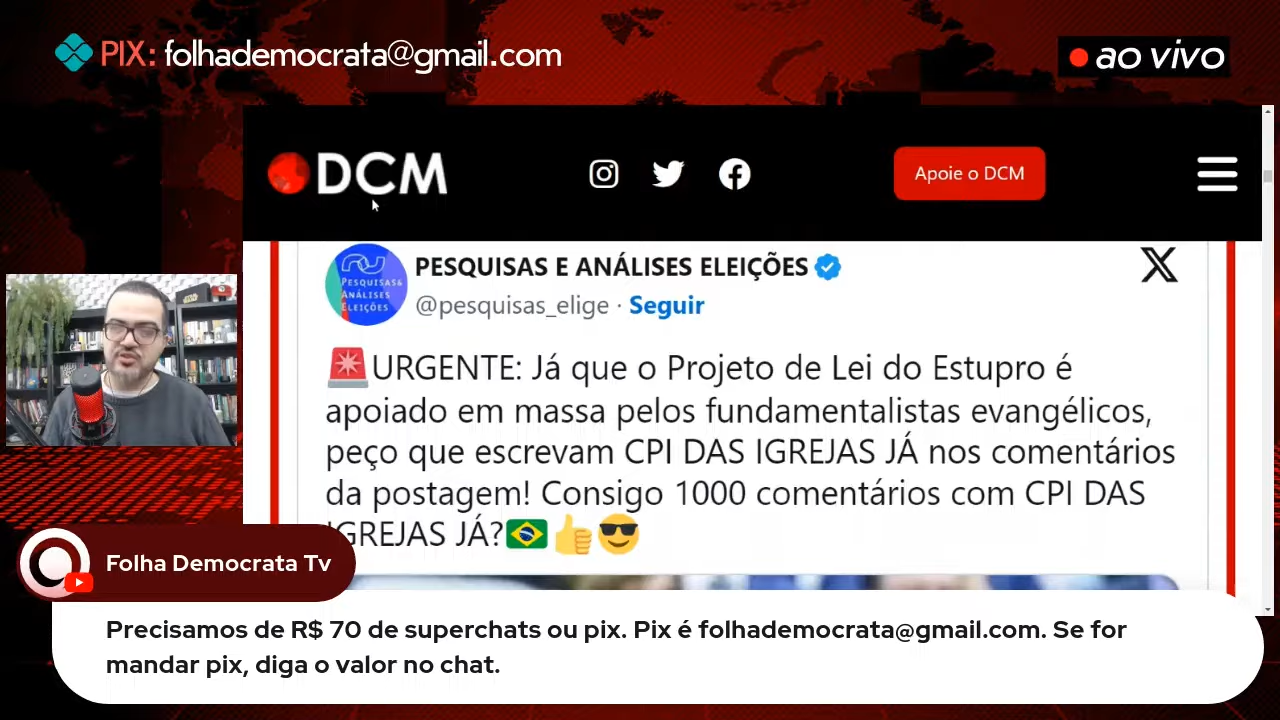 PIX: folhademocrata@gmail.com
ao vivo
DCM
Apoie o DCM
PESQUISAS&
ANÁLISES
ELEIÇÕES
PESQUISAS E ANÁLISES ELEIÇÕES
@pesquisas_elige · Seguir
URGENTE: Já que o Projeto de Lei do Estupro é
apoiado em massa pelos fundamentalistas evangélicos,
peço que escrevam CPI DAS IGREJAS JÁ nos comentários
da postagem! Consigo 1000 comentários com CPI DAS
IGREJAS JÁ?
Folha Democrata Tv
Precisamos de R$ 70 de superchats ou pix. Pix é folhademocrata@gmail.com. Se for
mandar pix, diga o valor no chat.